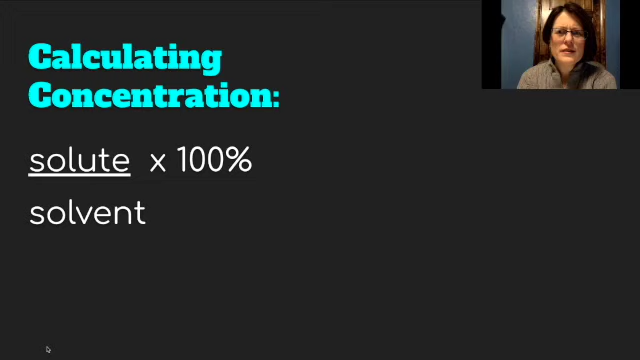 Calculating
Concentration:
solute x 100%
solvent